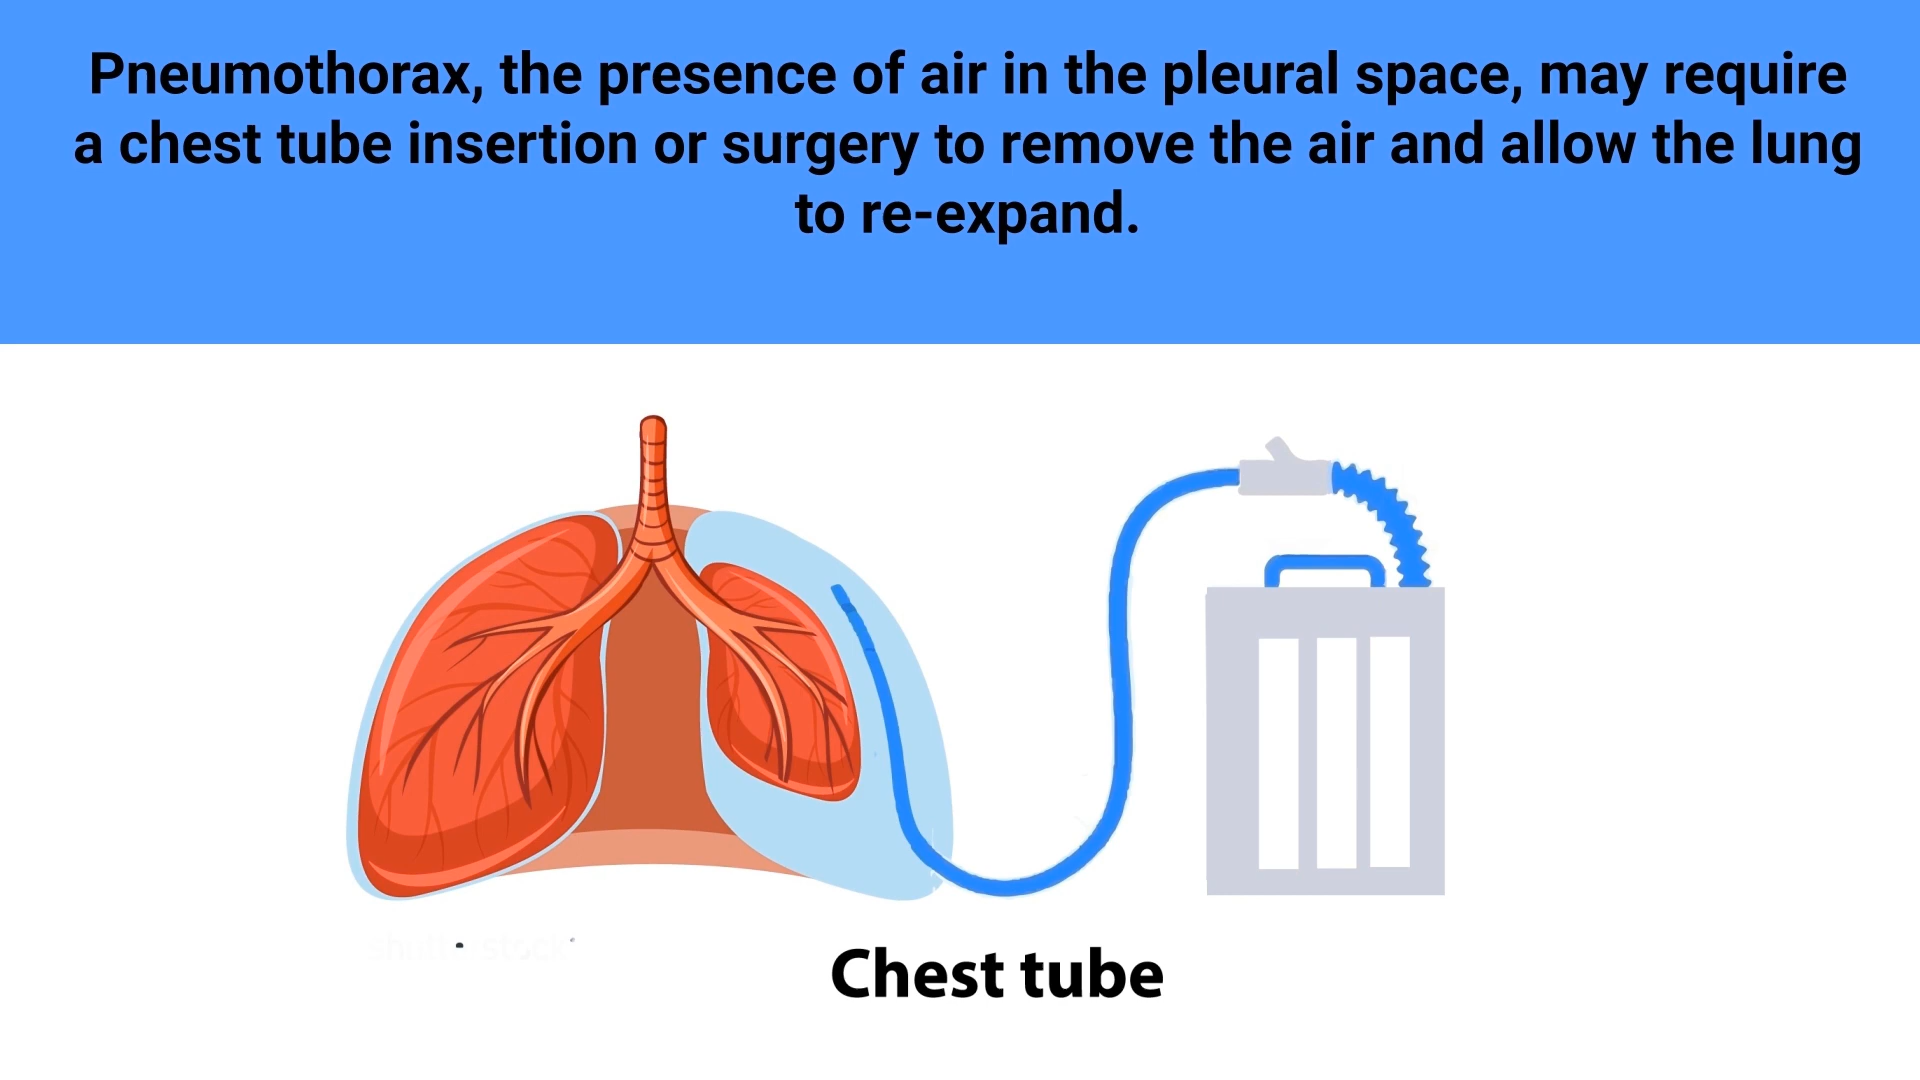 Pneumothorax, the presence of air in the pleural space, may require
a chest tube insertion or surgery to remove the air and allow the lung
to re-expand.
Chest tube